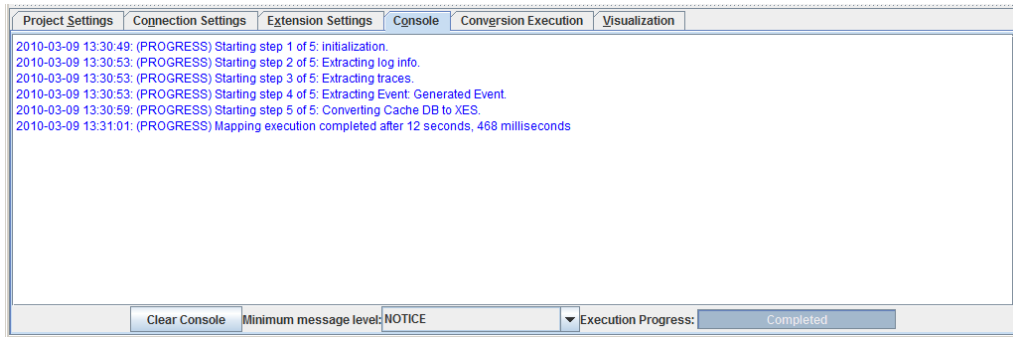 Project Settings Connection Settings Extension Settings Console Conversion Execution Visualization
2010-03-09 13:30:49: (PROGRESS) Starting step 1 of 5: initialization.
2010-03-09 13:30:53: (PROGRESS) Starting step 2 of 5: Extracting log info.
2010-03-09 13:30:53: (PROGRESS) Starting step 3 of 5: Extracting traces.
2010-03-09 13:30:53: (PROGRESS) Starting step 4 of 5: Extracting Event: Generated Event.
2010-03-09 13:30:59: (PROGRESS) Starting step 5 of 5: Converting Cache DB to XES.
2010-03-09 13:31:01: (PROGRESS) Mapping execution completed after 12 seconds, 468 milliseconds
Clear Console Minimum message level: NOTICE Execution Progress: Completed